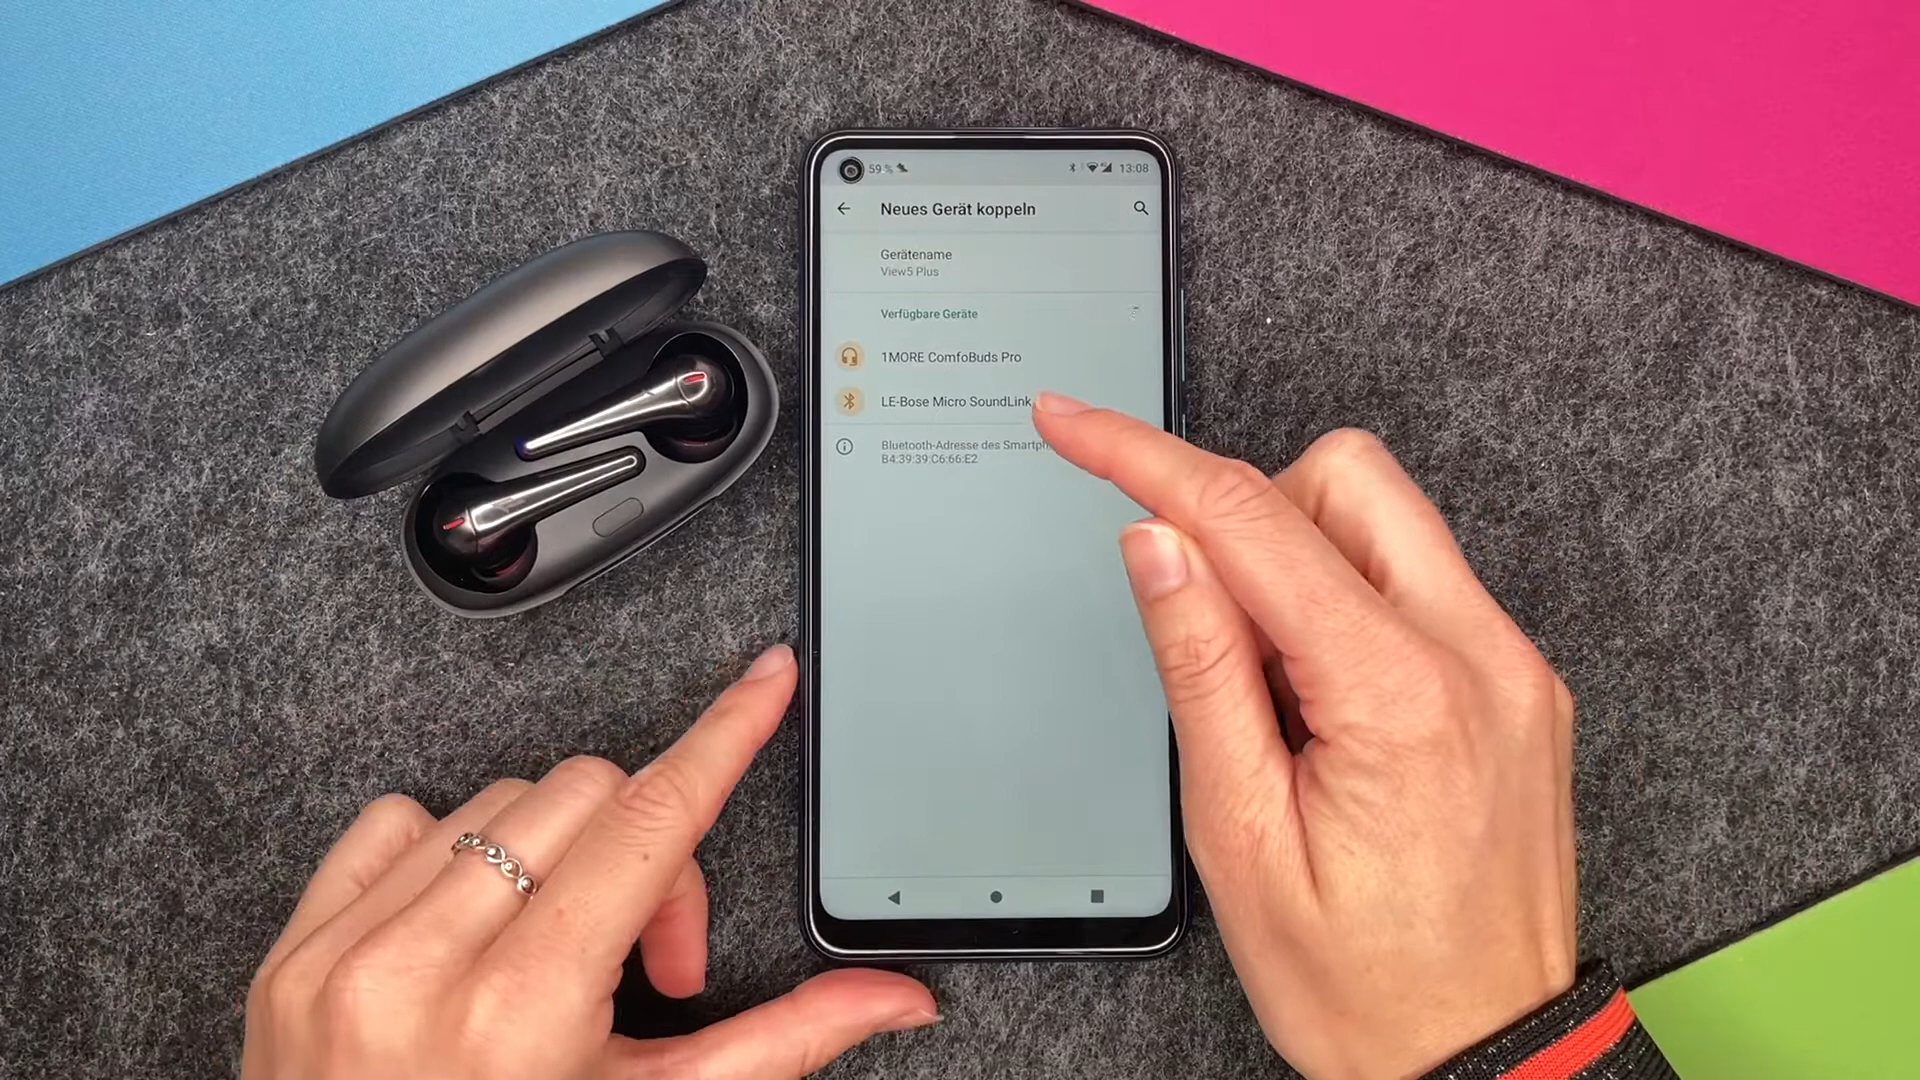 59 %
13:08
Neues Gerät koppeln
Gerätename
View5 Plus
Verfügbare Geräte
1MORE ComfoBuds Pro
LE-Bose Micro SoundLink
Bluetooth-Adresse des
B4:39:39:C6:66:E2